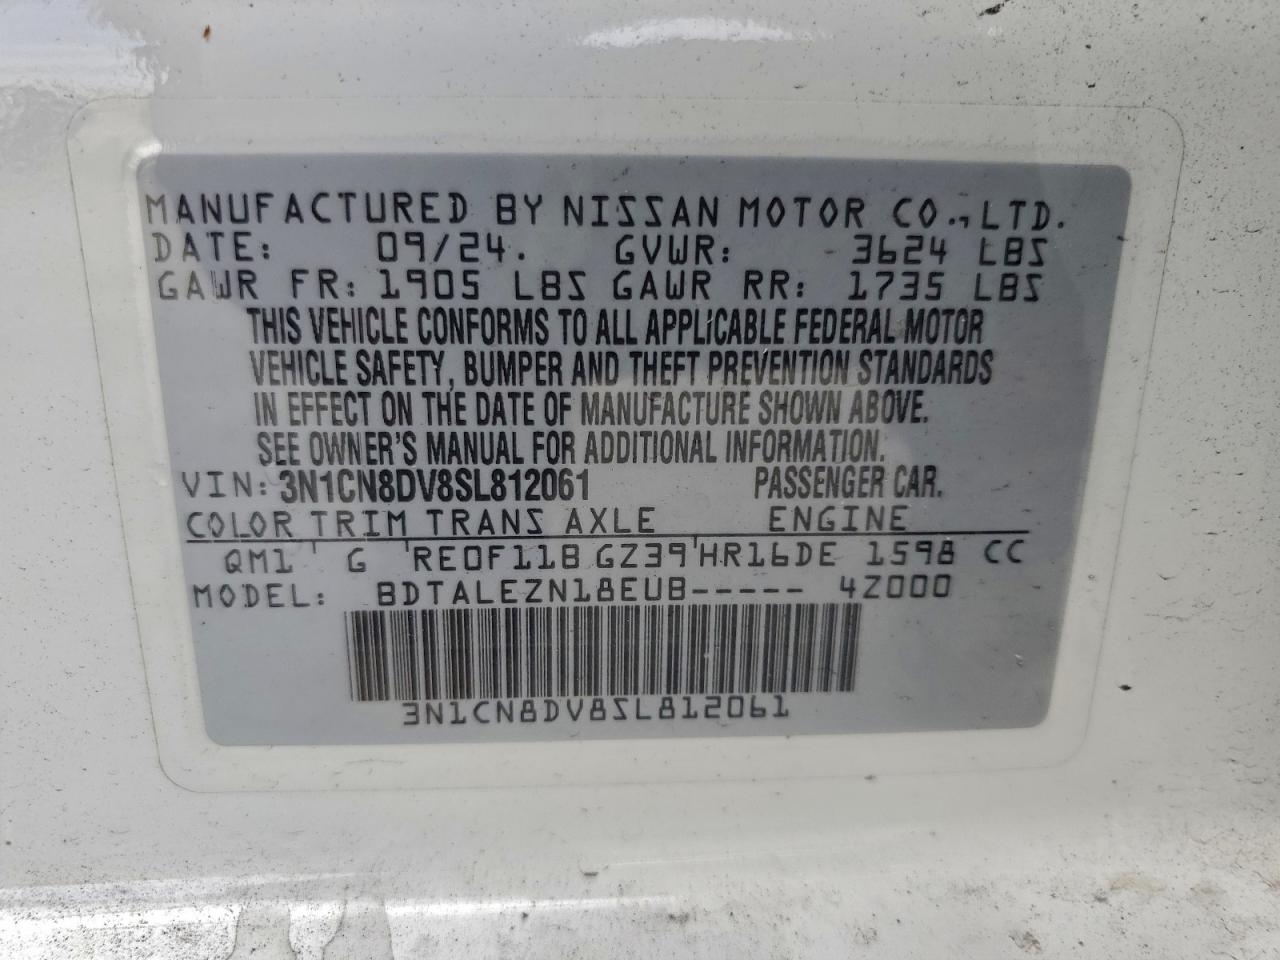 MANUFACTURED BY NISSAN MOTOR CO., LTD.
DATE: 09/24. GVWR: 3624 LBS
GAWR FR: 1905 LBS GAWR RR: 1735 LBS
THIS VEHICLE CONFORMS TO ALL APPLICABLE FEDERAL MOTOR
VEHICLE SAFETY, BUMPER AND THEFT PREVENTION STANDARDS
IN EFFECT ON THE DATE OF MANUFACTURE SHOWN ABOVE.
SEE OWNER'S MANUAL FOR ADDITIONAL INFORMATION.
VIN: 3N1CN8DV8SL812061 PASSENGER CAR.
COLOR TRIM TRANS AXLE ENGINE
QM1 G RE0F11B GZ39 HR16DE 1598 CC
MODEL: BDTALEZN18EUB----- 4Z000
3N1CN8DV8SL812061